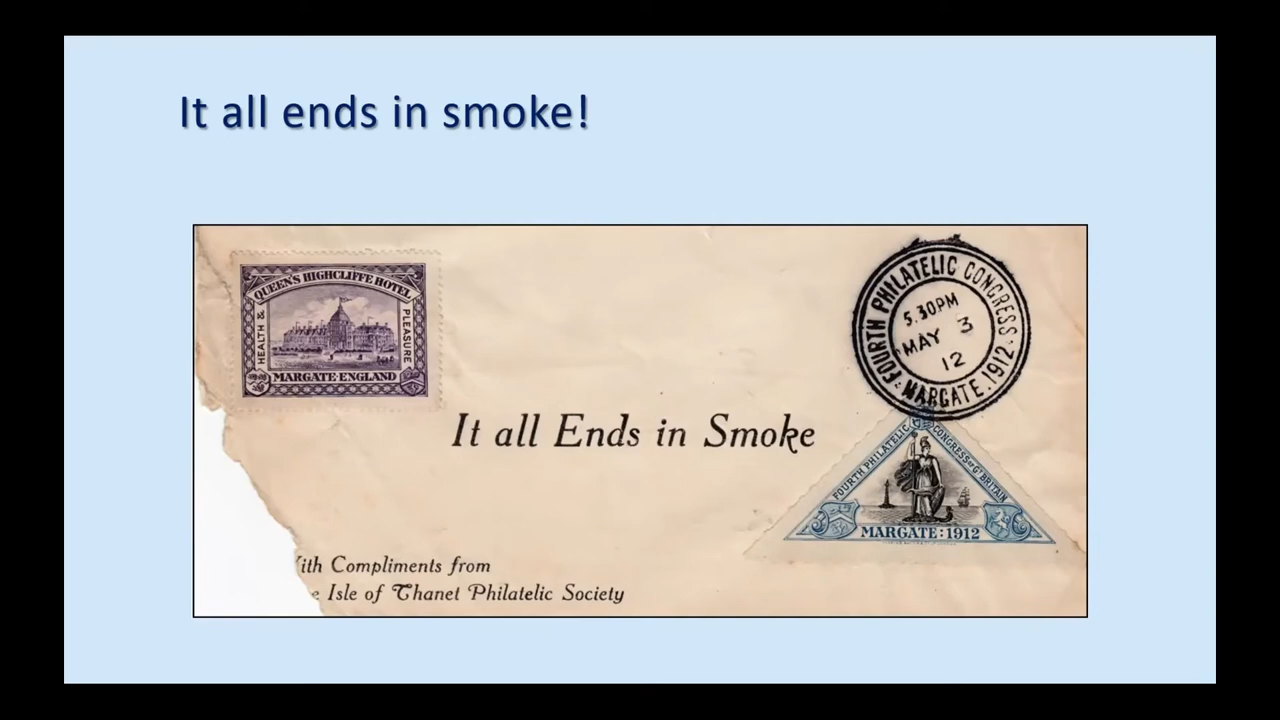 It all ends in smoke!
QUEEN'S HIGHCLIFFE HOTEL
HEALTH &
PLEASURE
MARGATE·ENGLAND
FOURTH PHILATELIC CONGRESS.
5.30PM
MAY 3
12
MARGATE.1912.
It all Ends in Smoke
FOURTH PHILATELIC
CONGRESS OF GT BRITAIN
MARGATE:1912
ith Compliments from
e Isle of Thanet Philatelic Society